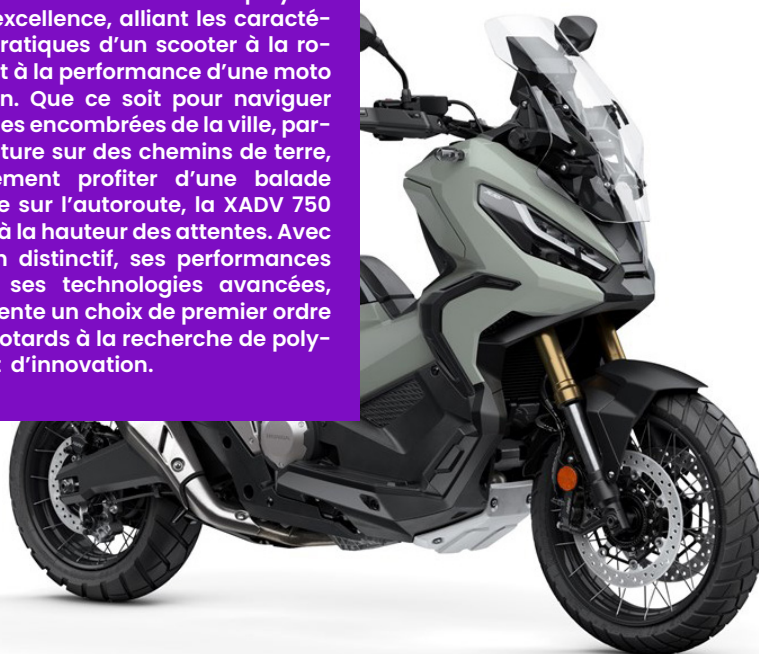 excellence, alliant les caracté-
ratiques d'un scooter à la ro-
t à la performance d'une moto
n. Que ce soit pour naviguer
es encombrées de la ville, par-
ture sur des chemins de terre,
ement profiter d'une balade
e sur l'autoroute, la XADV 750
à la hauteur des attentes. Avec
n distinctif, ses performances
ses technologies avancées,
ente un choix de premier ordre
otards à la recherche de poly-
t d'innovation.
HONDA